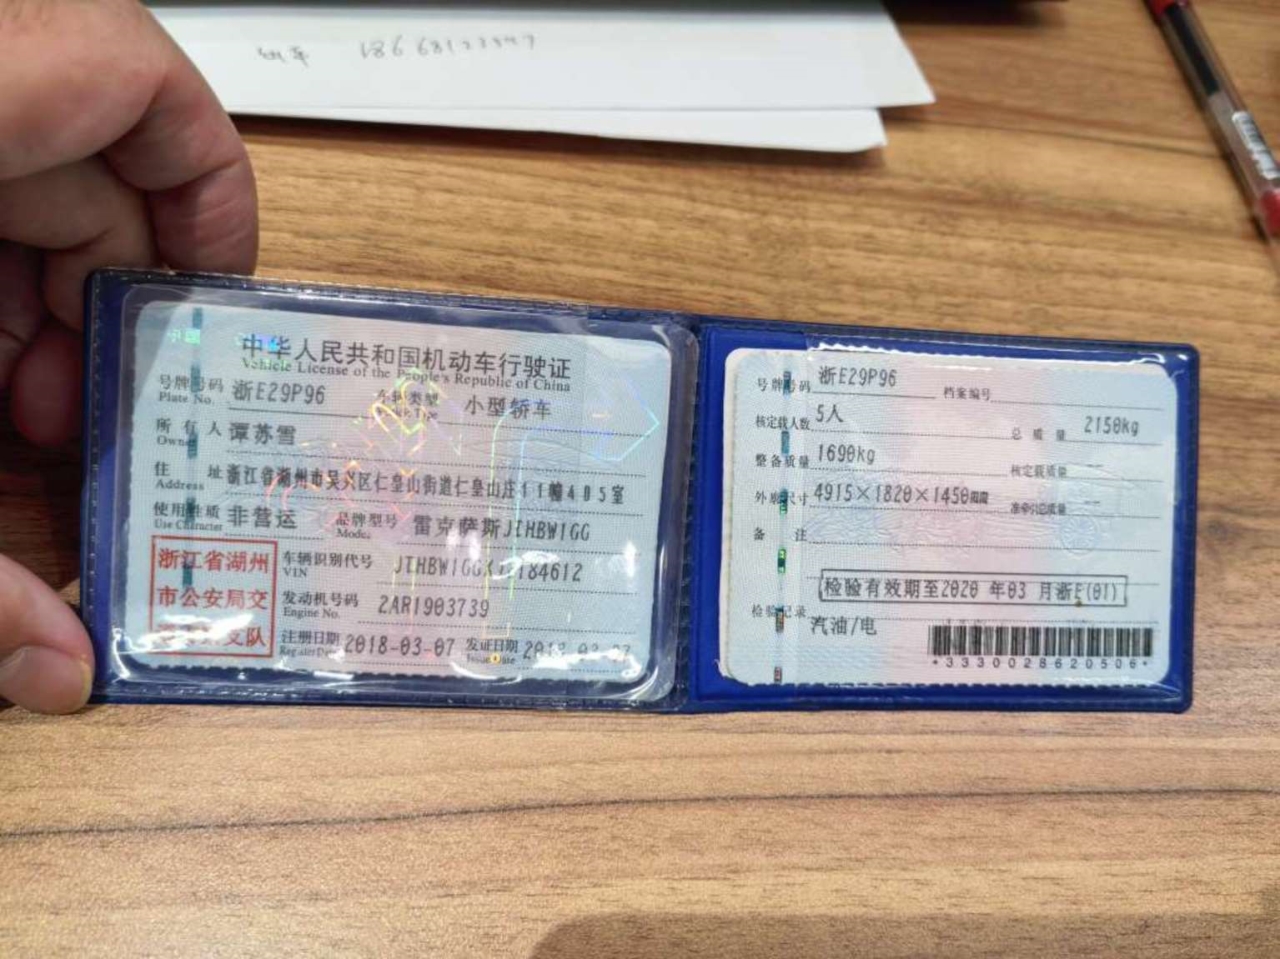 中华人民共和国机动车行驶证
Vehicle License of the People's Republic of China
号牌号码 浙E29P96 车辆类型 小型轿车
Plate No.
所有人 谭苏雪
Owner
住址 浙江省湖州市吴兴区仁皇山街道仁皇山庄11幢405室
Address
使用性质 非营运 品牌型号 雷克萨斯JTHBW1GG
Use Character Model
浙江省湖州
市公安局交
支队
车辆识别代号
VIN
发动机号码 2AR1903739
Engine No.
注册日期 2018-03-07 发证日期
Register Date Issue Date
号牌号码 浙E29P96 档案编号
核定载人数 5人 总质量 2150kg
整备质量 1690kg 核定载质量 --
外廓尺寸 4915×1820×1450mm 准牵引总质量 --
备注
检验有效期至2020 年03 月浙E(01)
检验记录
汽油/电
*3330028620506*